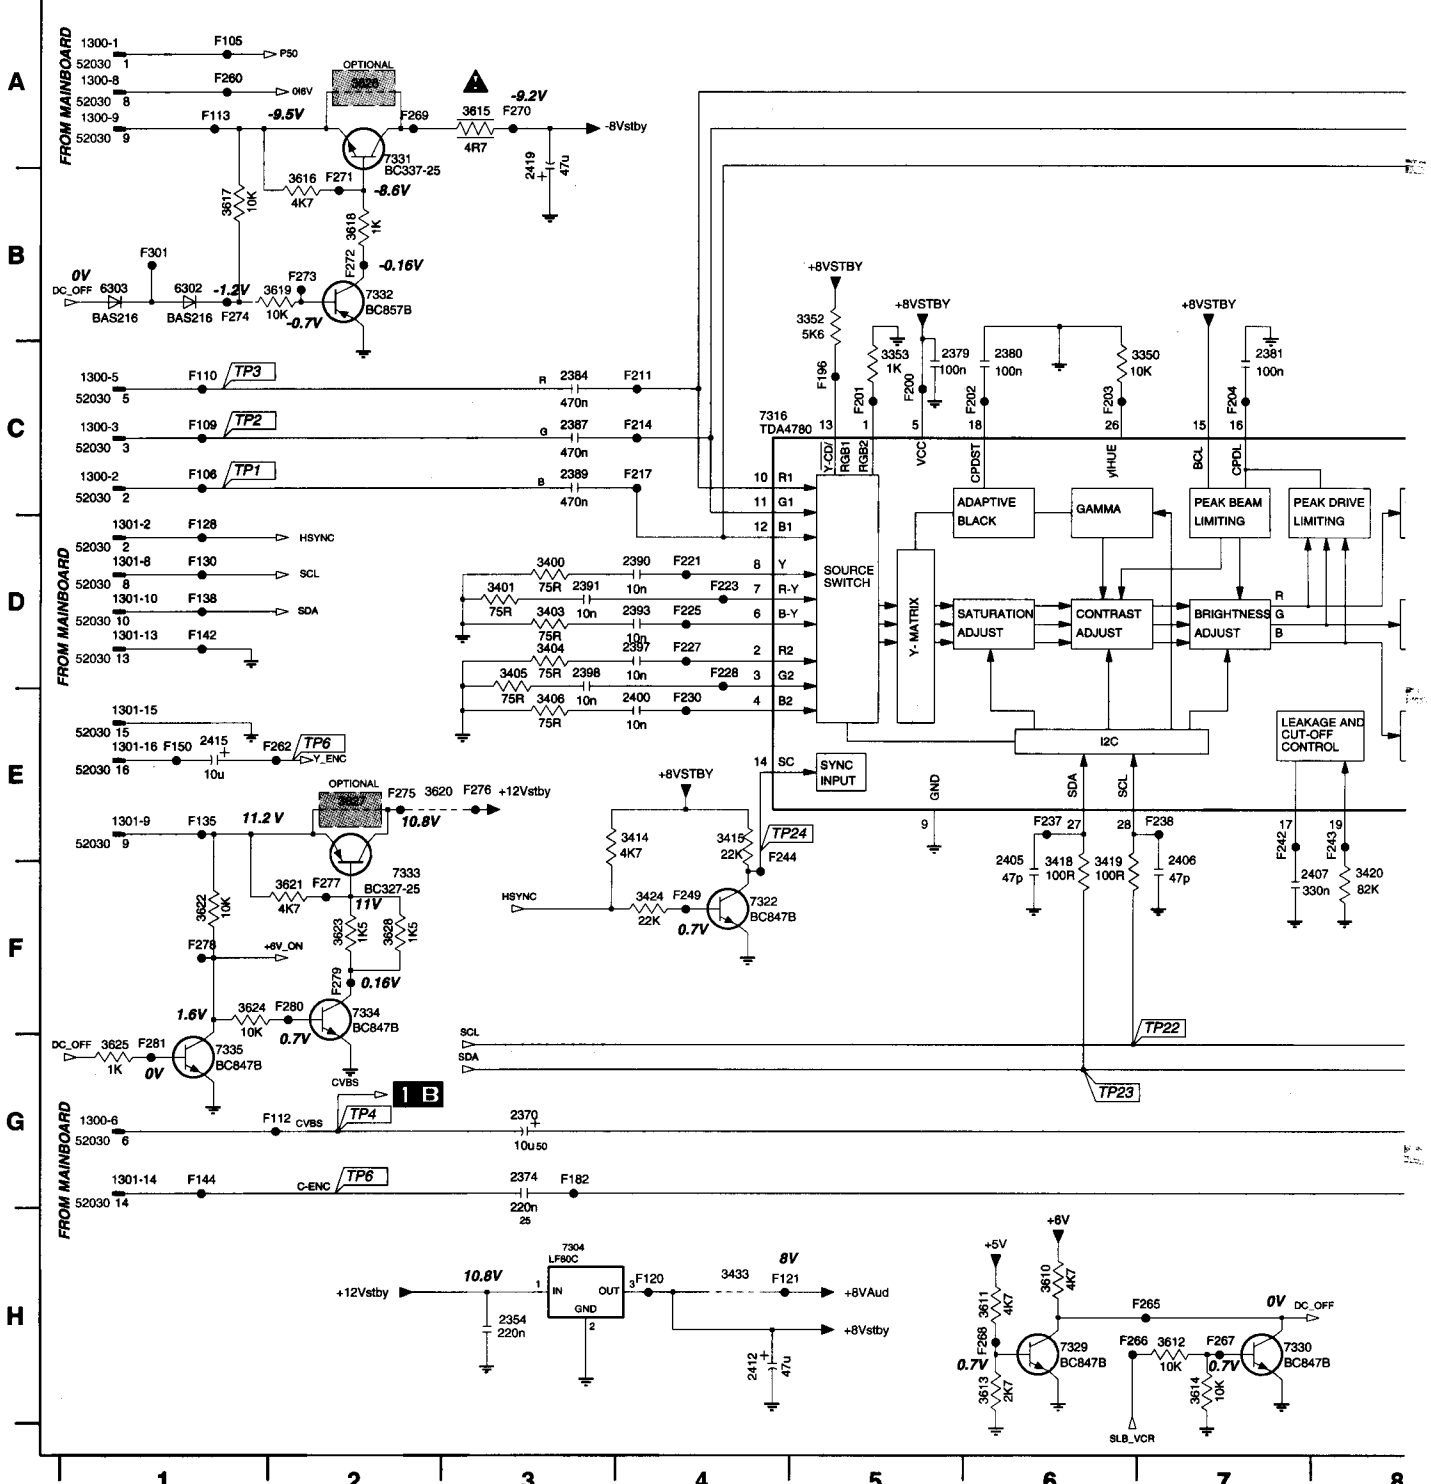 A
FROM MAINBOARD
1300-1
52030 1
F105
P50
1300-8
52030 8
F260
OI6V
1300-9
52030 9
F113
-9.5V
OPTIONAL
3626
F269
3615
4R7
-9.2V
F270
-8Vstby
7331
BC337-25
2419
+
47u
3617
10K
3616
4K7
F271
-8.6V
3618
1K
B
F301
F272
-0.16V
0V
DC_OFF
6303
BAS216
6302
BAS216
-1.2V
F274
3619
10K
F273
-0.7V
7332
BC857B
+8VSTBY
3352
5K6
F196
3353
1K
F201
+8VSTBY
F200
2379
100n
2380
100n
F202
3350
10K
F203
+8VSTBY
2381
100n
F204
C
1300-5
52030 5
F110
TP3
R
2384
470n
F211
1300-3
52030 3
F109
TP2
G
2387
470n
F214
1300-2
52030 2
F106
TP1
B
2389
470n
F217
7316
TDA4780
13
1
5
18
26
15
16
Y-CD/
RGB1
RGB2
VCC
CPDST
yIHUE
BCL
CPDL
10 R1
11 G1
12 B1
ADAPTIVE
BLACK
GAMMA
PEAK BEAM
LIMITING
PEAK DRIVE
LIMITING
D
FROM MAINBOARD
1301-2
52030 2
F128
HSYNC
1301-8
52030 8
F130
SCL
1301-10
52030 10
F138
SDA
1301-13
52030 13
F142
3400
75R
2390
10n
F221
8 Y
3401
75R
2391
10n
F223
7 R-Y
3403
75R
2393
10n
F225
6 B-Y
3404
75R
2397
10n
F227
2 R2
3405
75R
2398
10n
F228
3 G2
3406
75R
2400
10n
F230
4 B2
SOURCE
SWITCH
Y-MATRIX
SATURATION
ADJUST
CONTRAST
ADJUST
BRIGHTNESS
ADJUST
R
G
B
I2C
LEAKAGE AND
CUT-OFF
CONTROL
E
1301-15
52030 15
1301-16
52030 16
F150
2415
+
10u
F262
TP6
Y_ENC
14 SC
SYNC
INPUT
GND
SDA
SCL
9
27
28
17
19
OPTIONAL
3627
F275
3620
F276
+12Vstby
10.8V
1301-9
52030 9
F135
11.2 V
7333
BC327-25
+8VSTBY
3414
4K7
3415
22K
TP24
F244
F237
F238
2405
47p
3418
100R
3419
100R
2406
47p
F242
2407
330n
F243
3420
82K
3622
10K
3621
4K7
F277
11V
3623
1K5
3628
1K5
HSYNC
3424
22K
F249
0.7V
7322
BC847B
F
F278
+6V_ON
F279
0.16V
1.6V
3624
10K
F280
0.7V
7334
BC847B
DC_OFF
3625
1K
F281
0V
7335
BC847B
SCL
SDA
TP22
TP23
G
FROM MAINBOARD
CVBS
1 B
1300-6
52030 6
F112
CVBS
TP4
2370
+
10u 50
1301-14
52030 14
F144
C-ENC
TP6
2374
220n
25
F182
H
+12Vstby
10.8V
2354
220n
7304
LF80C
1
IN
OUT
GND
2
3
F120
3433
8V
F121
+8VAud
+8Vstby
2412
+
47u
+5V
3611
4K7
F268
0.7V
3613
2K7
+6V
3610
4K7
7329
BC847B
F265
0V
DC_OFF
F266
3612
10K
F267
0.7V
3614
10K
7330
BC847B
SLB_VCR
1 2 3 4 5 6 7 8